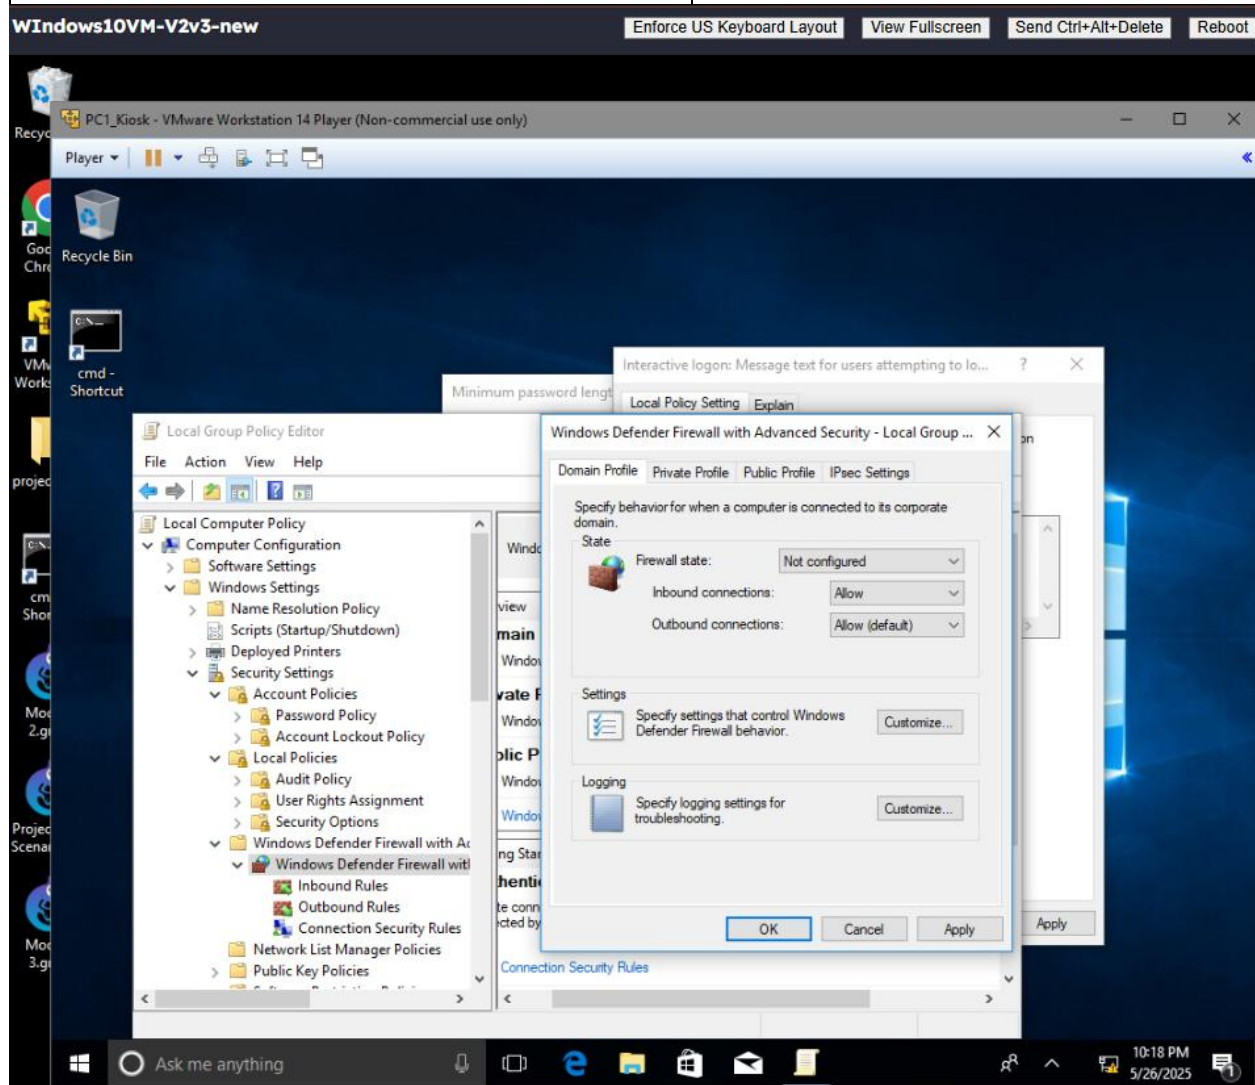 WIndows10VM-V2v3-new
Enforce US Keyboard Layout
View Fullscreen
Send Ctrl+Alt+Delete
Reboot
PC1_Kiosk - VMware Workstation 14 Player (Non-commercial use only)
Player
Recycle Bin
cmd -
Shortcut
Minimum password lengt
Interactive logon: Message text for users attempting to lo...
Local Policy Setting
Explain
Local Group Policy Editor
File Action View Help
Local Computer Policy
Computer Configuration
Software Settings
Windows Settings
Name Resolution Policy
Scripts (Startup/Shutdown)
Deployed Printers
Security Settings
Account Policies
Password Policy
Account Lockout Policy
Local Policies
Audit Policy
User Rights Assignment
Security Options
Windows Defender Firewall with Ad
Windows Defender Firewall witl
Inbound Rules
Outbound Rules
Connection Security Rules
Network List Manager Policies
Public Key Policies
Windows Defender Firewall with Advanced Security - Local Group ...
Domain Profile
Private Profile
Public Profile
IPsec Settings
Specify behavior for when a computer is connected to its corporate
domain.
State
Firewall state:
Not configured
Inbound connections:
Allow
Outbound connections:
Allow (default)
Settings
Specify settings that control Windows
Defender Firewall behavior.
Customize...
Logging
Specify logging settings for
troubleshooting.
Customize...
OK
Cancel
Apply
Apply
Connection Security Rules
Ask me anything
10:18 PM
5/26/2025